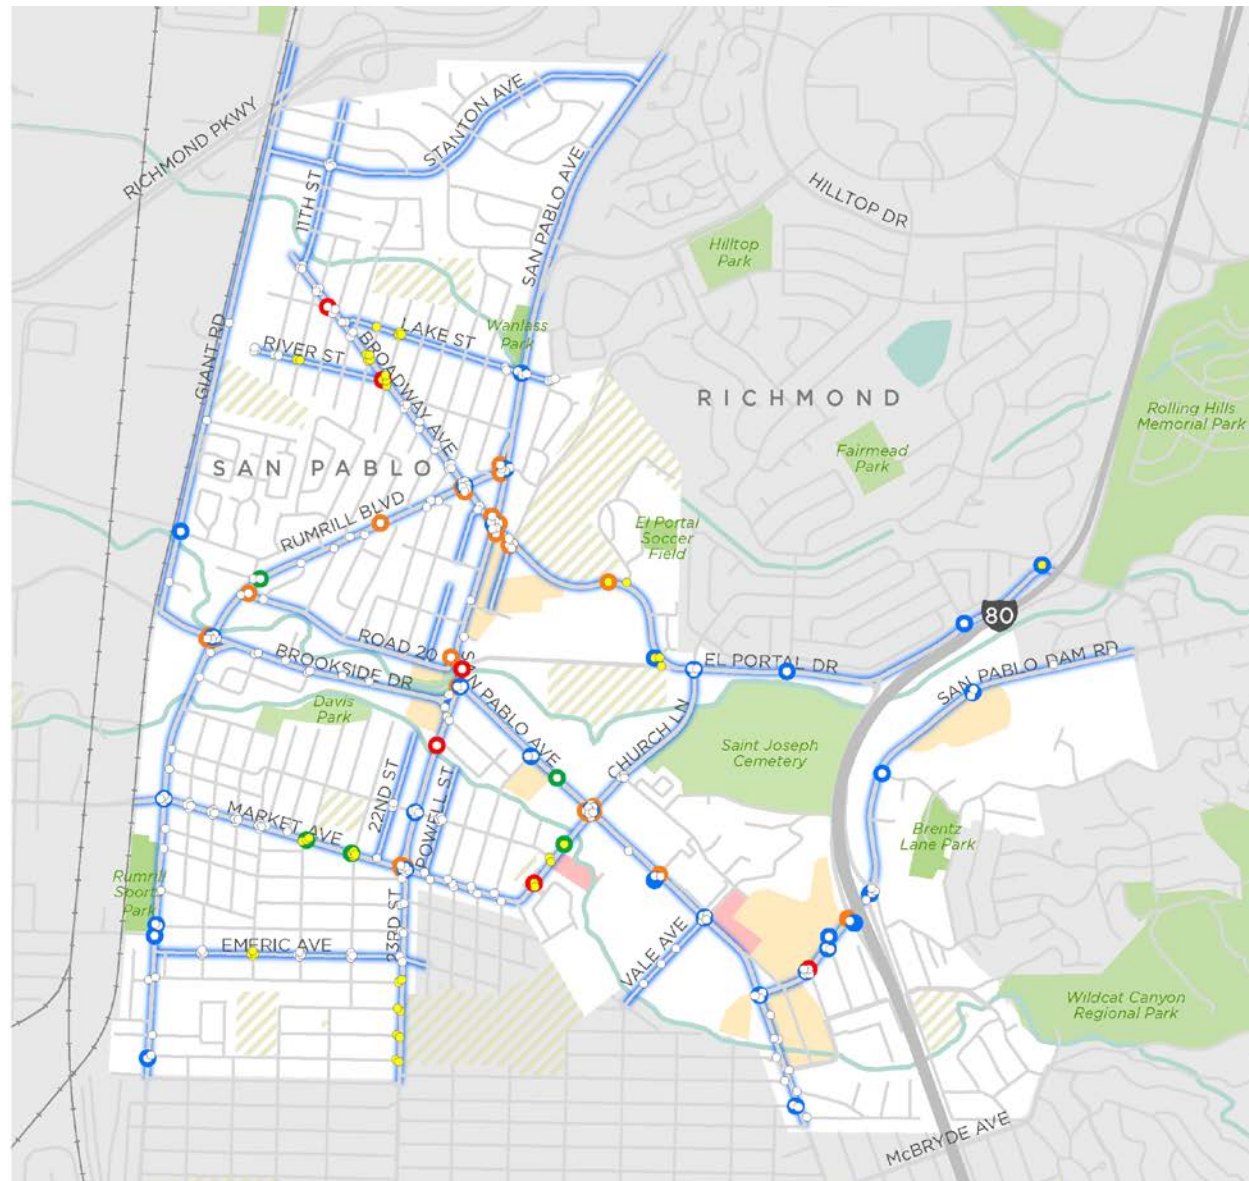 RICHMOND PKWY
STANTON AVE
11TH ST
SAN PABLO AVE
HILLTOP DR
Hilltop
Park
GIANT RD
LAKE ST
Wanlass
Park
RIVER ST
BROADWAY AVE
RICHMOND
Rolling Hills
Memorial Park
Fairmead
Park
SAN PABLO
RUMRILL BLVD
El Portal
Soccer
Field
80
ROAD 20
BROOKSIDE DR
SAN PABLO AVE
EL PORTAL DR
SAN PABLO DAM RD
Davis
Park
CHURCH LN
Saint Joseph
Cemetery
22ND ST
POWELL ST
MARKET AVE
Brentz
Lane Park
Rumrill
Sports
Park
23RD ST
EMERIC AVE
VALE AVE
Wildcat Canyon
Regional Park
McBRYDE AVE